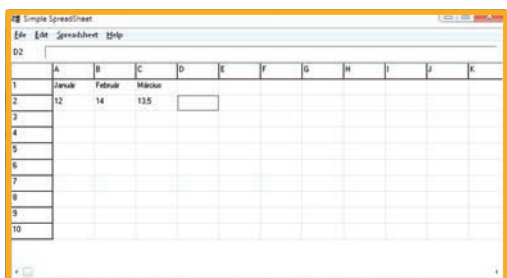 Simple SpreadSheet
File Edit Spreadsheet Help
D2
A B C D E F G H I J K
1 Január Február Március
2 12 14 13,5
3
4
5
6
7
8
9
10